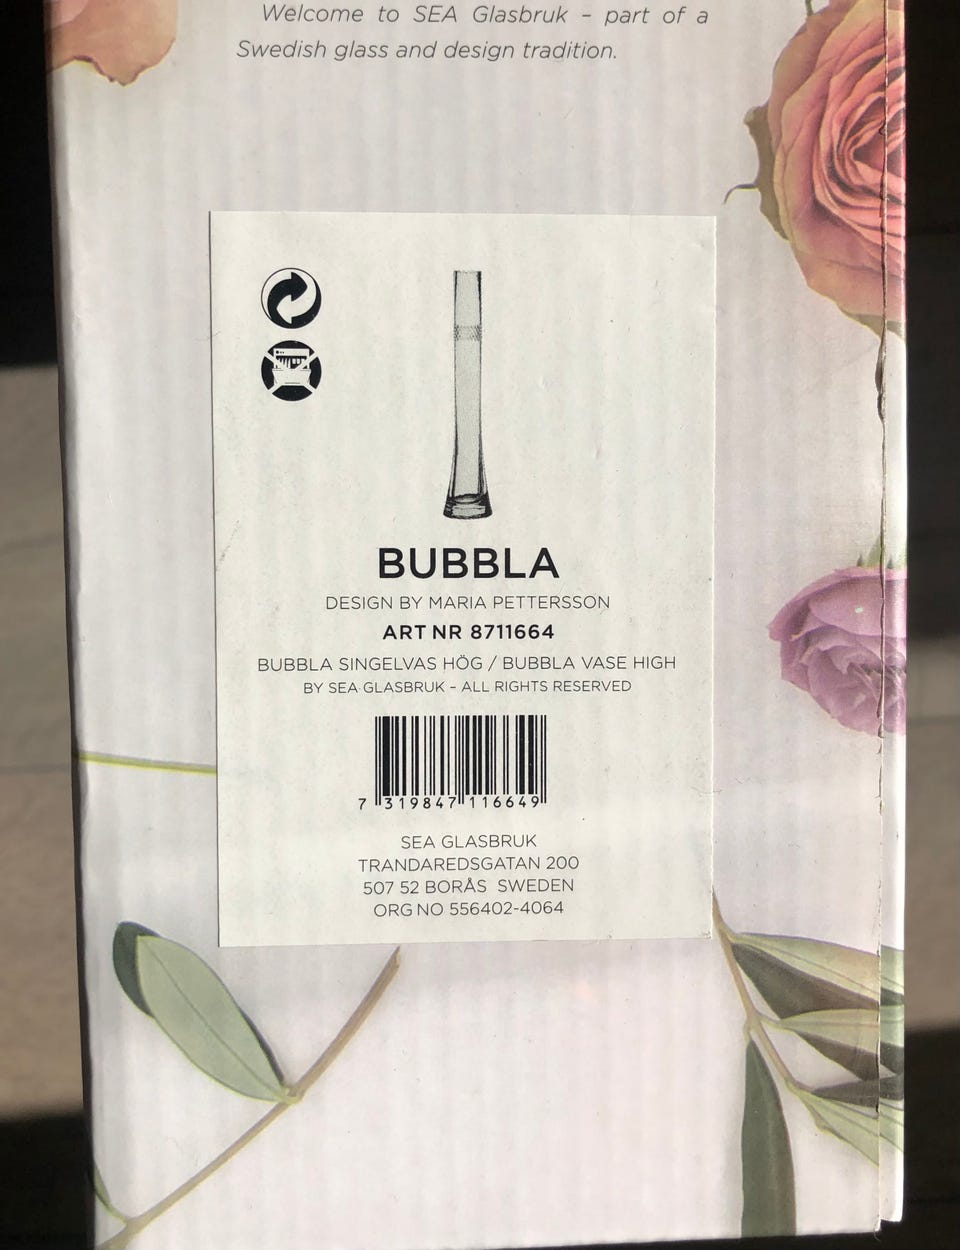 Welcome to SEA Glasbruk – part of a
Swedish glass and design tradition.
BUBBLA
DESIGN BY MARIA PETTERSSON
ART NR 8711664
BUBBLA SINGELVAS HÖG / BUBBLA VASE HIGH
BY SEA GLASBRUK – ALL RIGHTS RESERVED
7 319847 116649
SEA GLASBRUK
TRANDAREDSGATAN 200
507 52 BORÅS SWEDEN
ORG NO 556402-4064